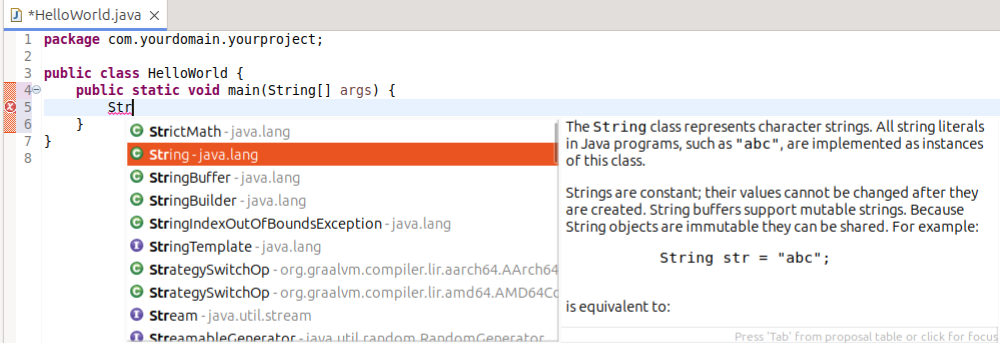 *HelloWorld.java
1 package com.yourdomain.yourproject;
2
3 public class HelloWorld {
4 public static void main(String[] args) {
5 Str
6 }
7 }
8
StrictMath - java.lang
String - java.lang
StringBuffer - java.lang
StringBuilder - java.lang
StringIndexOutOfBoundsException - java.lang
StringTemplate - java.lang
StrategySwitchOp - org.graalvm.compiler.lir.aarch64.AArch64
StrategySwitchOp - org.graalvm.compiler.lir.amd64.AMD64Co
Stream - java.util.stream
StreamableGenerator - java.util.random.RandomGenerator
The String class represents character strings. All string literals
in Java programs, such as "abc", are implemented as instances
of this class.
Strings are constant; their values cannot be changed after they
are created. String buffers support mutable strings. Because
String objects are immutable they can be shared. For example:
String str = "abc";
is equivalent to:
Press 'Tab' from proposal table or click for focus